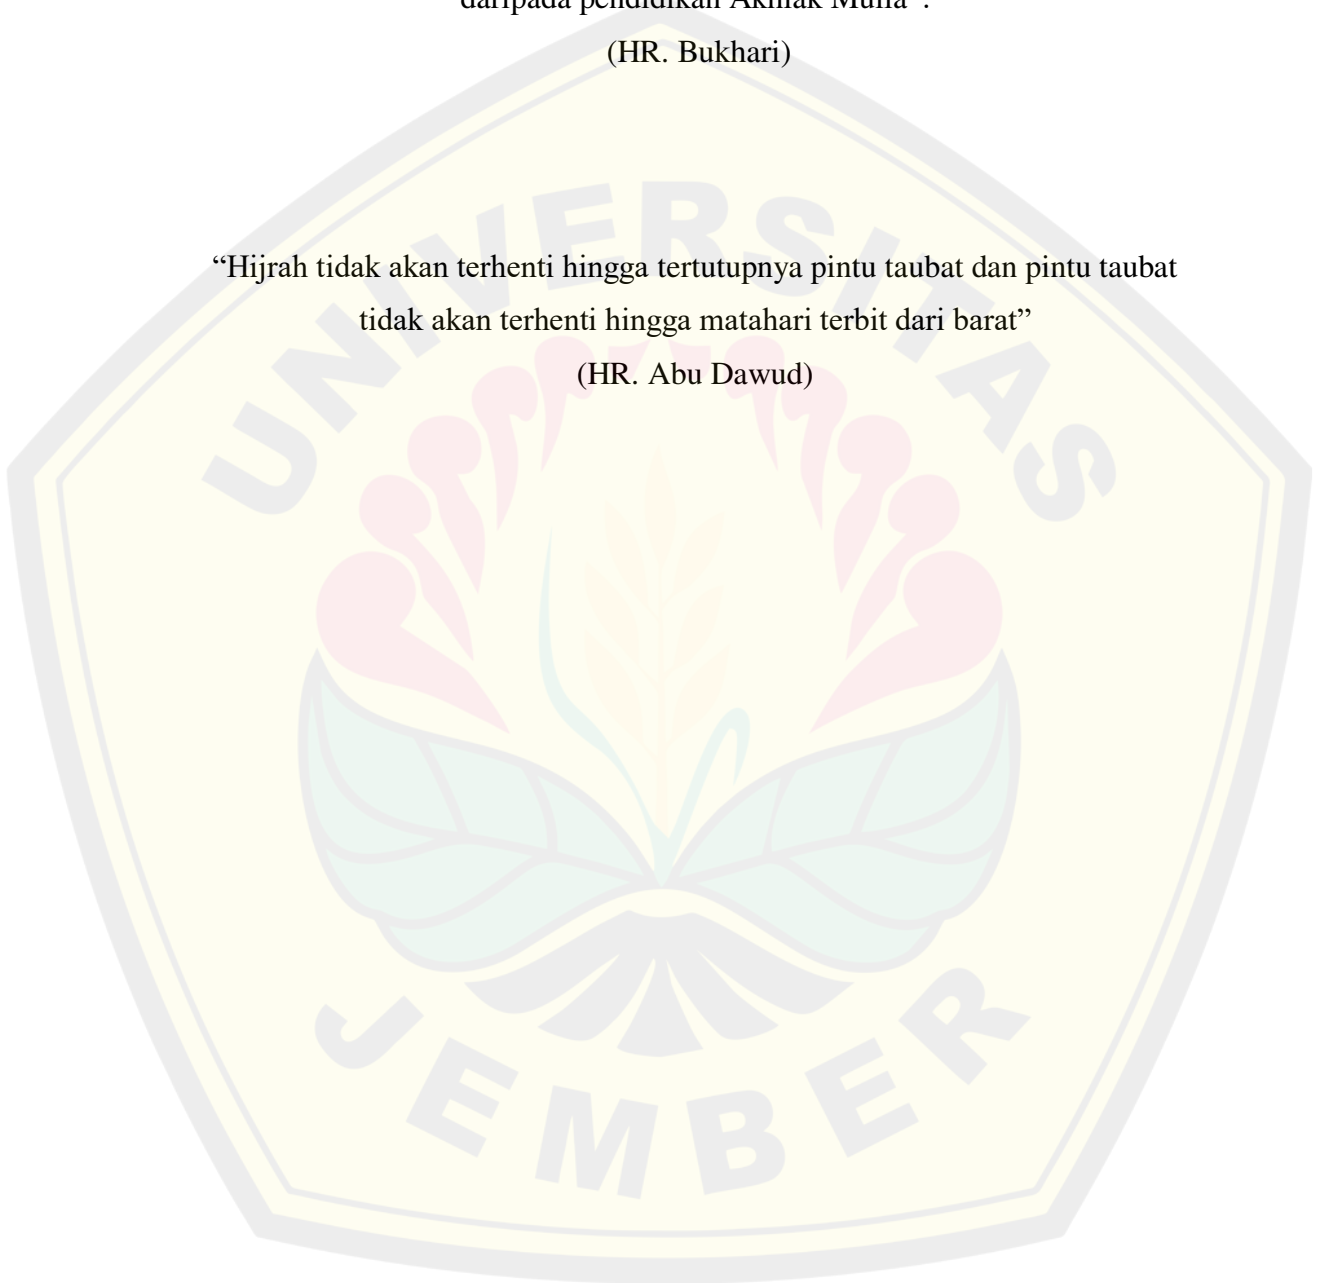 daripada pendidikan Akhlak Mulia”.
(HR. Bukhari)
“Hijrah tidak akan terhenti hingga tertutupnya pintu taubat dan pintu taubat
tidak akan terhenti hingga matahari terbit dari barat”
(HR. Abu Dawud)
UNIVERSITAS
JEMBER